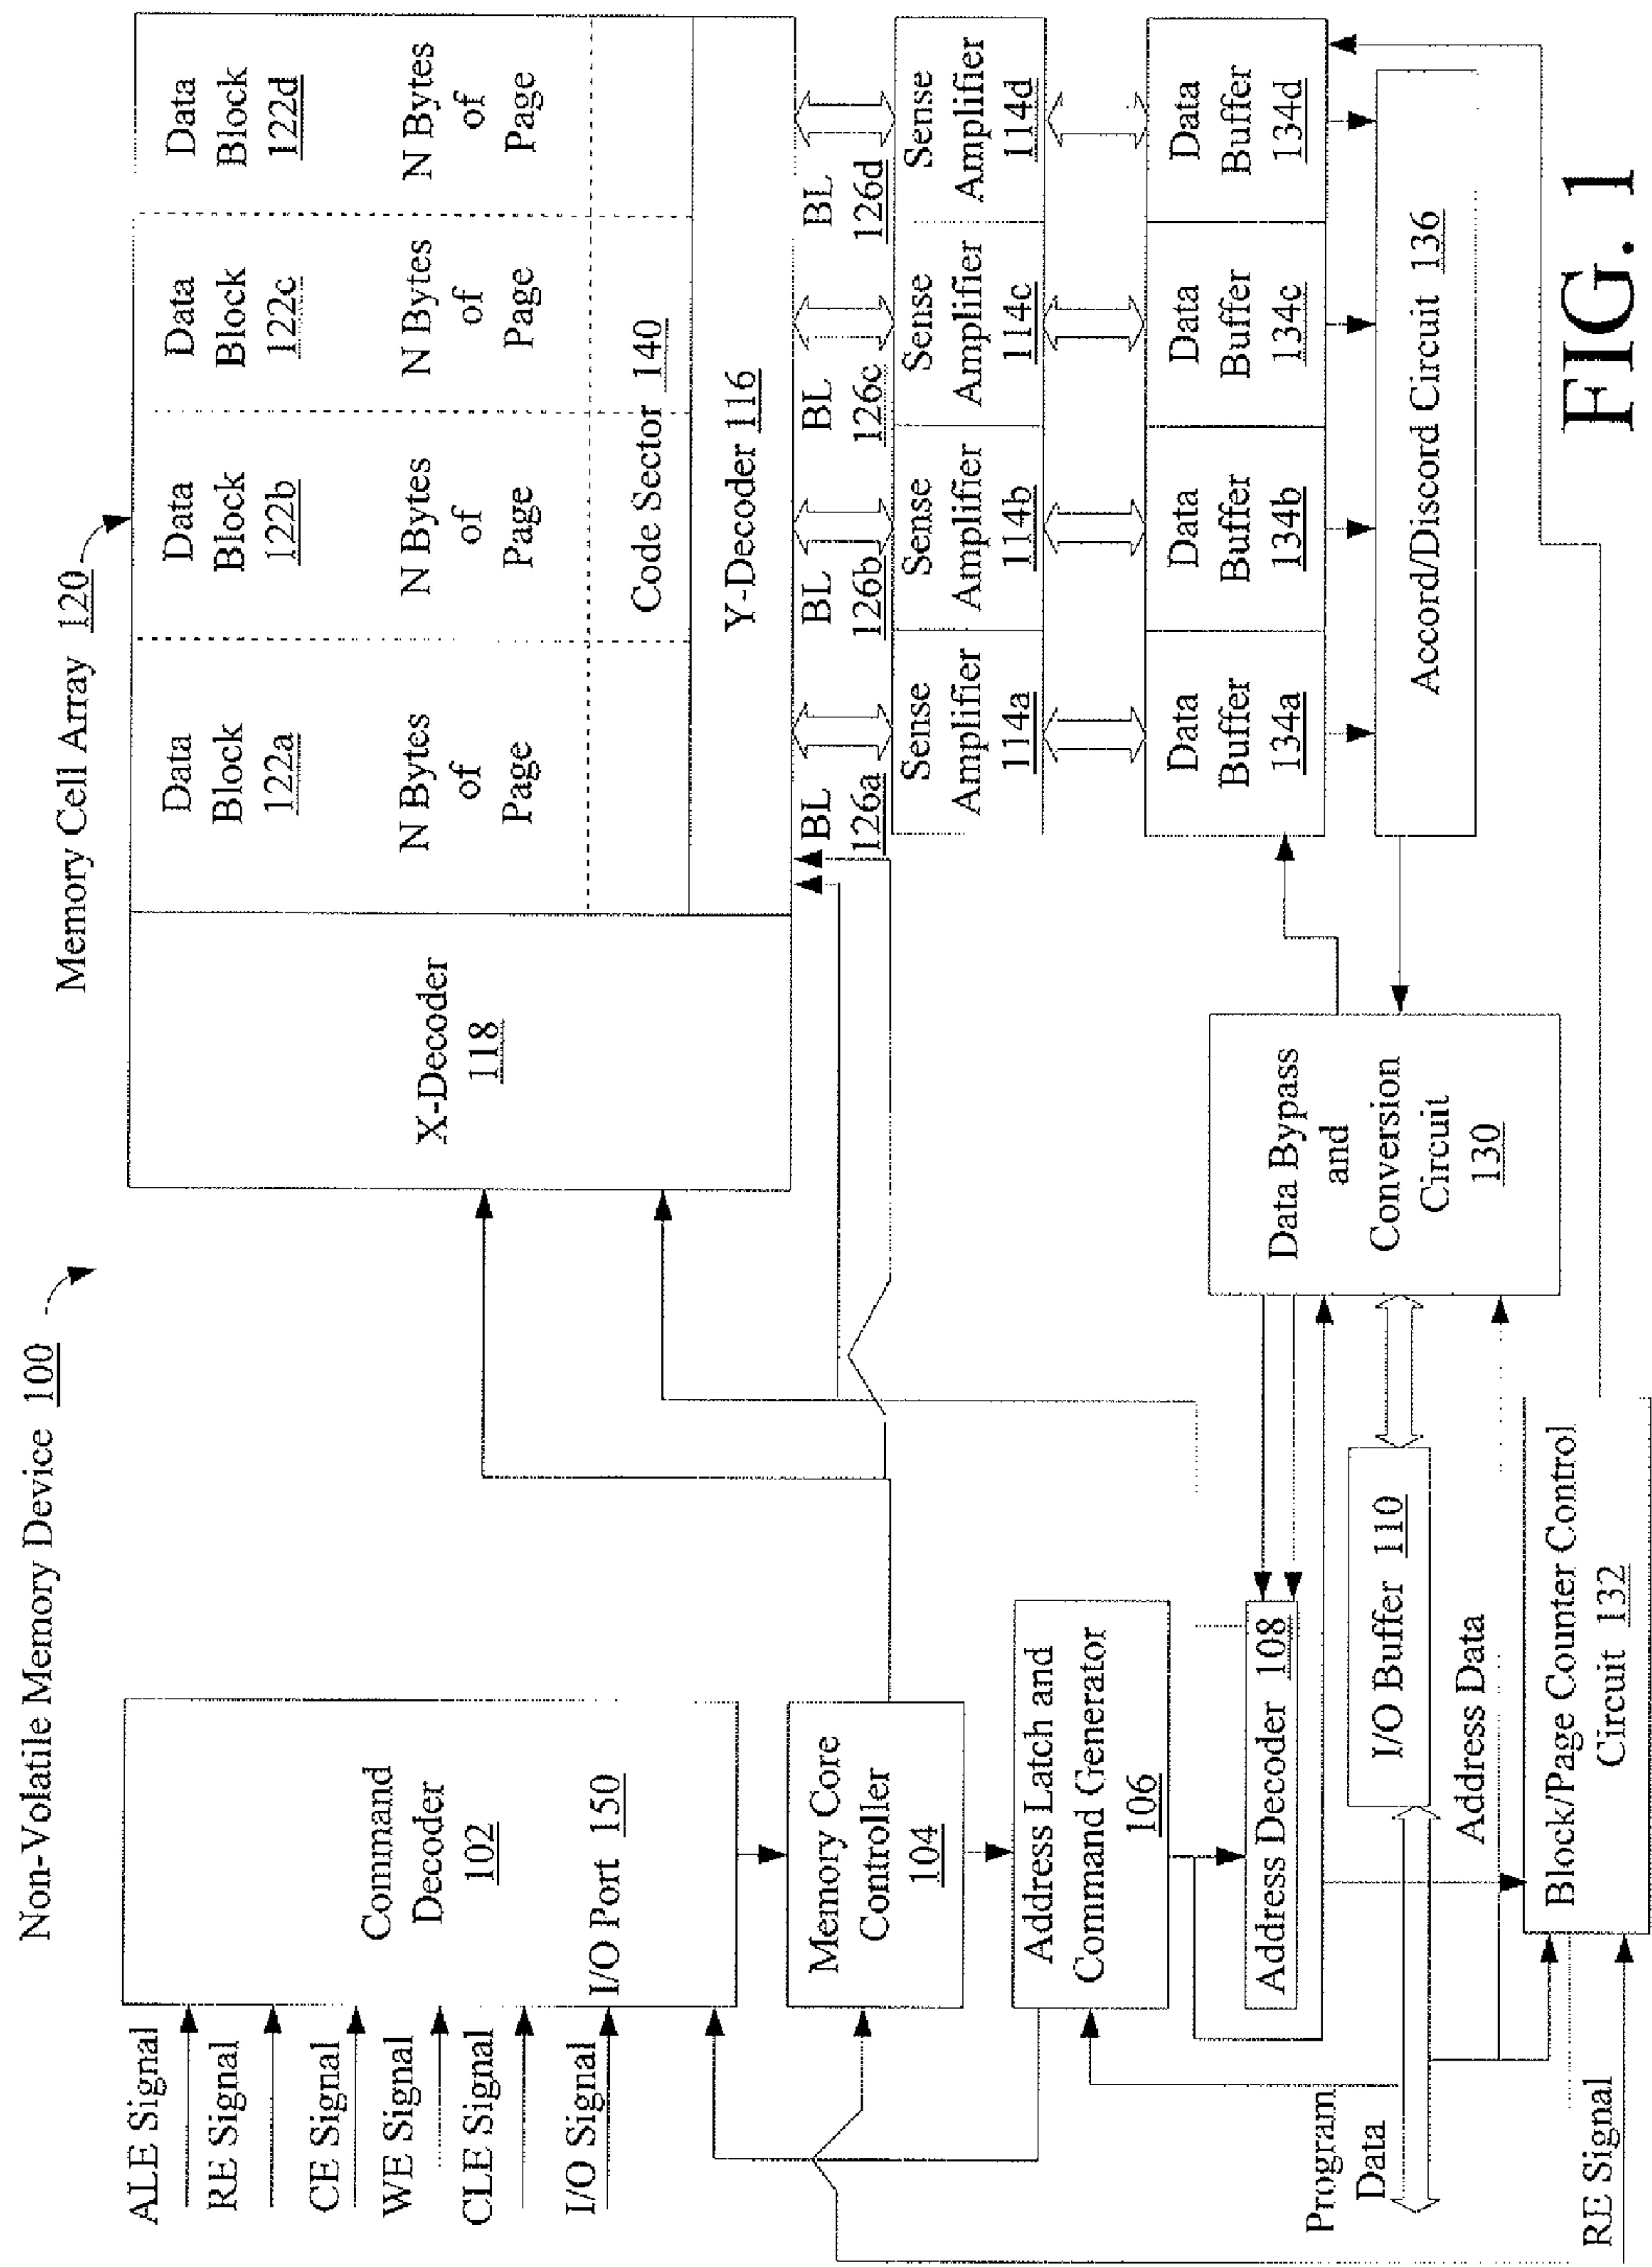 Non-Volatile Memory Device 100
Memory Cell Array 120
ALE Signal
RE Signal
CE Signal
WE Signal
CLE Signal
I/O Signal
Command
Decoder
102
I/O Port 150
Memory Core
Controller
104
Address Latch and
Command Generator
106
Address Decoder 108
I/O Buffer 110
Address Data
Program
Data
RE Signal
Block/Page Counter Control
Circuit 132
X-Decoder
118
Data
Block
122a
N Bytes
of
Page
Data
Block
122b
N Bytes
of
Page
Data
Block
122c
N Bytes
of
Page
Data
Block
122d
N Bytes
of
Page
Code Sector 140
Y-Decoder 116
BL
126a
BL
126b
BL
126c
BL
126d
Sense
Amplifier
114a
Sense
Amplifier
114b
Sense
Amplifier
114c
Sense
Amplifier
114d
Data
Buffer
134a
Data
Buffer
134b
Data
Buffer
134c
Data
Buffer
134d
Accord/Discord Circuit 136
Data Bypass
and
Conversion
Circuit
130
FIG. 1